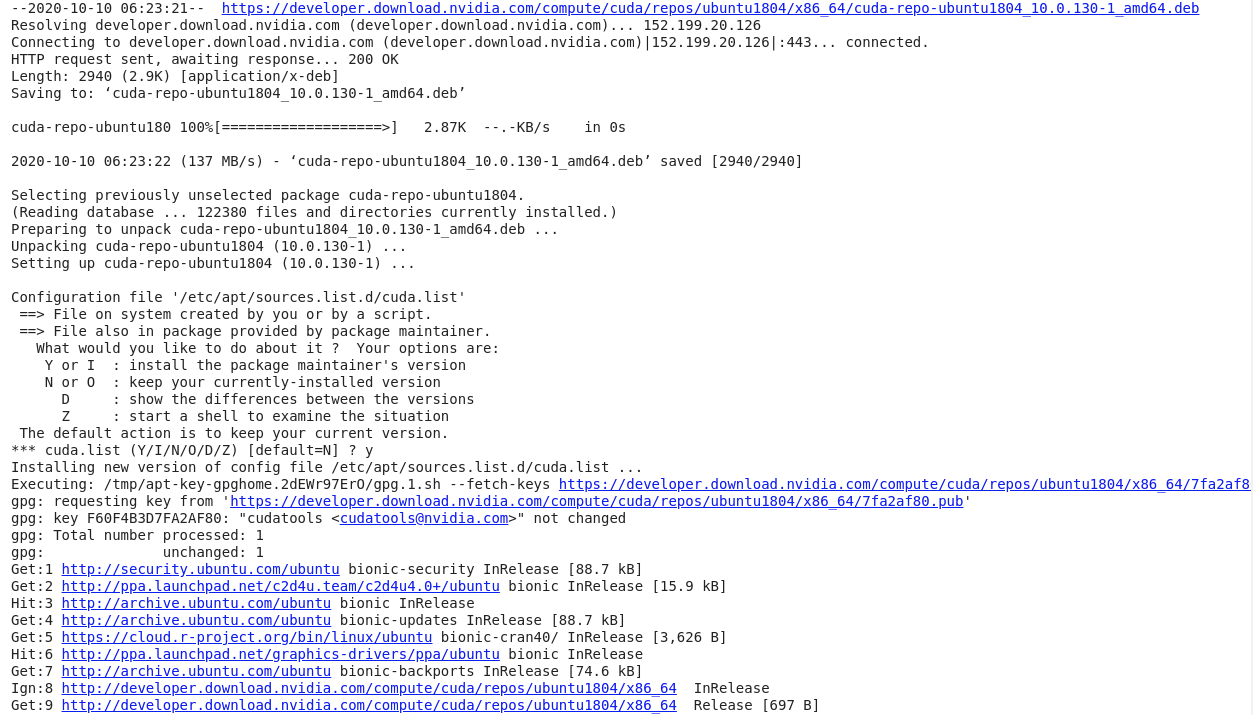 --2020-10-10 06:23:21--  https://developer.download.nvidia.com/compute/cuda/repos/ubuntu1804/x86_64/cuda-repo-ubuntu1804_10.0.130-1_amd64.deb
Resolving developer.download.nvidia.com (developer.download.nvidia.com)... 152.199.20.126
Connecting to developer.download.nvidia.com (developer.download.nvidia.com)|152.199.20.126|:443... connected.
HTTP request sent, awaiting response... 200 OK
Length: 2940 (2.9K) [application/x-deb]
Saving to: ‘cuda-repo-ubuntu1804_10.0.130-1_amd64.deb’

cuda-repo-ubuntu180 100%[===================>]   2.87K  --.-KB/s    in 0s

2020-10-10 06:23:22 (137 MB/s) - ‘cuda-repo-ubuntu1804_10.0.130-1_amd64.deb’ saved [2940/2940]

Selecting previously unselected package cuda-repo-ubuntu1804.
(Reading database ... 122380 files and directories currently installed.)
Preparing to unpack cuda-repo-ubuntu1804_10.0.130-1_amd64.deb ...
Unpacking cuda-repo-ubuntu1804 (10.0.130-1) ...
Setting up cuda-repo-ubuntu1804 (10.0.130-1) ...

Configuration file '/etc/apt/sources.list.d/cuda.list'
 ==> File on system created by you or by a script.
 ==> File also in package provided by package maintainer.
   What would you like to do about it ?  Your options are:
    Y or I  : install the package maintainer's version
    N or O  : keep your currently-installed version
      D     : show the differences between the versions
      Z     : start a shell to examine the situation
 The default action is to keep your current version.
*** cuda.list (Y/I/N/O/D/Z) [default=N] ? y
Installing new version of config file /etc/apt/sources.list.d/cuda.list ...
Executing: /tmp/apt-key-gpghome.2dEWr97ErO/gpg.1.sh --fetch-keys https://developer.download.nvidia.com/compute/cuda/repos/ubuntu1804/x86_64/7fa2af8
gpg: requesting key from 'https://developer.download.nvidia.com/compute/cuda/repos/ubuntu1804/x86_64/7fa2af80.pub'
gpg: key F60F4B3D7FA2AF80: "cudatools <cudatools@nvidia.com>" not changed
gpg: Total number processed: 1
gpg:              unchanged: 1
Get:1 http://security.ubuntu.com/ubuntu bionic-security InRelease [88.7 kB]
Get:2 http://ppa.launchpad.net/c2d4u.team/c2d4u4.0+/ubuntu bionic InRelease [15.9 kB]
Hit:3 http://archive.ubuntu.com/ubuntu bionic InRelease
Get:4 http://archive.ubuntu.com/ubuntu bionic-updates InRelease [88.7 kB]
Get:5 https://cloud.r-project.org/bin/linux/ubuntu bionic-cran40/ InRelease [3,626 B]
Hit:6 http://ppa.launchpad.net/graphics-drivers/ppa/ubuntu bionic InRelease
Get:7 http://archive.ubuntu.com/ubuntu bionic-backports InRelease [74.6 kB]
Ign:8 http://developer.download.nvidia.com/compute/cuda/repos/ubuntu1804/x86_64  InRelease
Get:9 http://developer.download.nvidia.com/compute/cuda/repos/ubuntu1804/x86_64  Release [697 B]